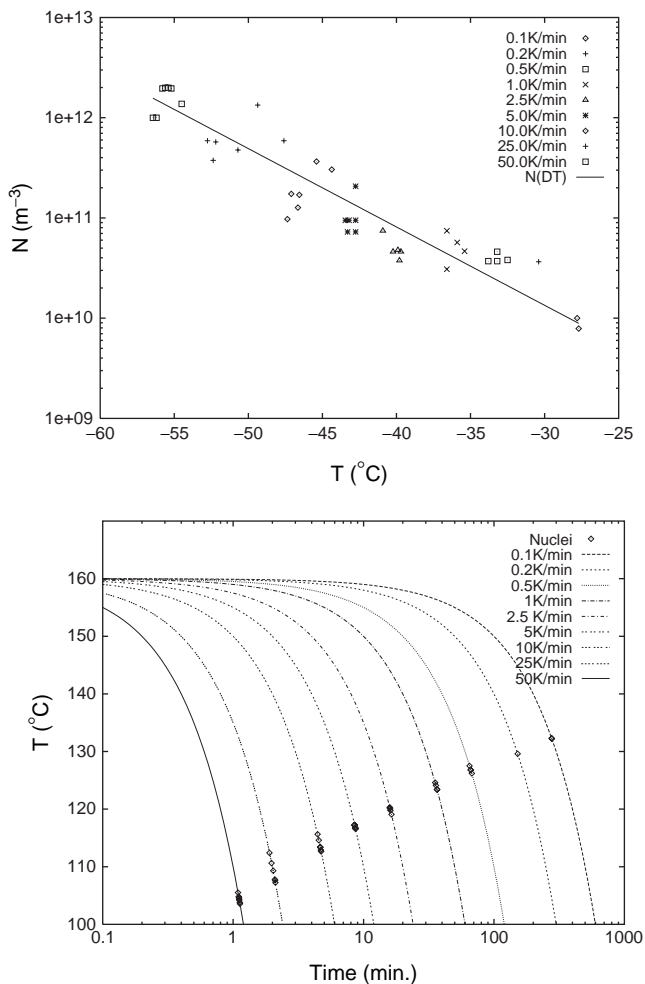 1e+13
1e+12
1e+11
1e+10
1e+09
N (m⁻³)
0.1K/min
0.2K/min
0.5K/min
1.0K/min
2.5K/min
5.0K/min
10.0K/min
25.0K/min
50.0K/min
N(DT)
−60 −55 −50 −45 −40 −35 −30 −25
T (°C)
160
150
140
130
120
110
100
T (°C)
Nuclei
0.1K/min
0.2K/min
0.5K/min
1K/min
2.5 K/min
5K/min
10K/min
25K/min
50K/min
0.1 1 10 100 1000
Time (min.)